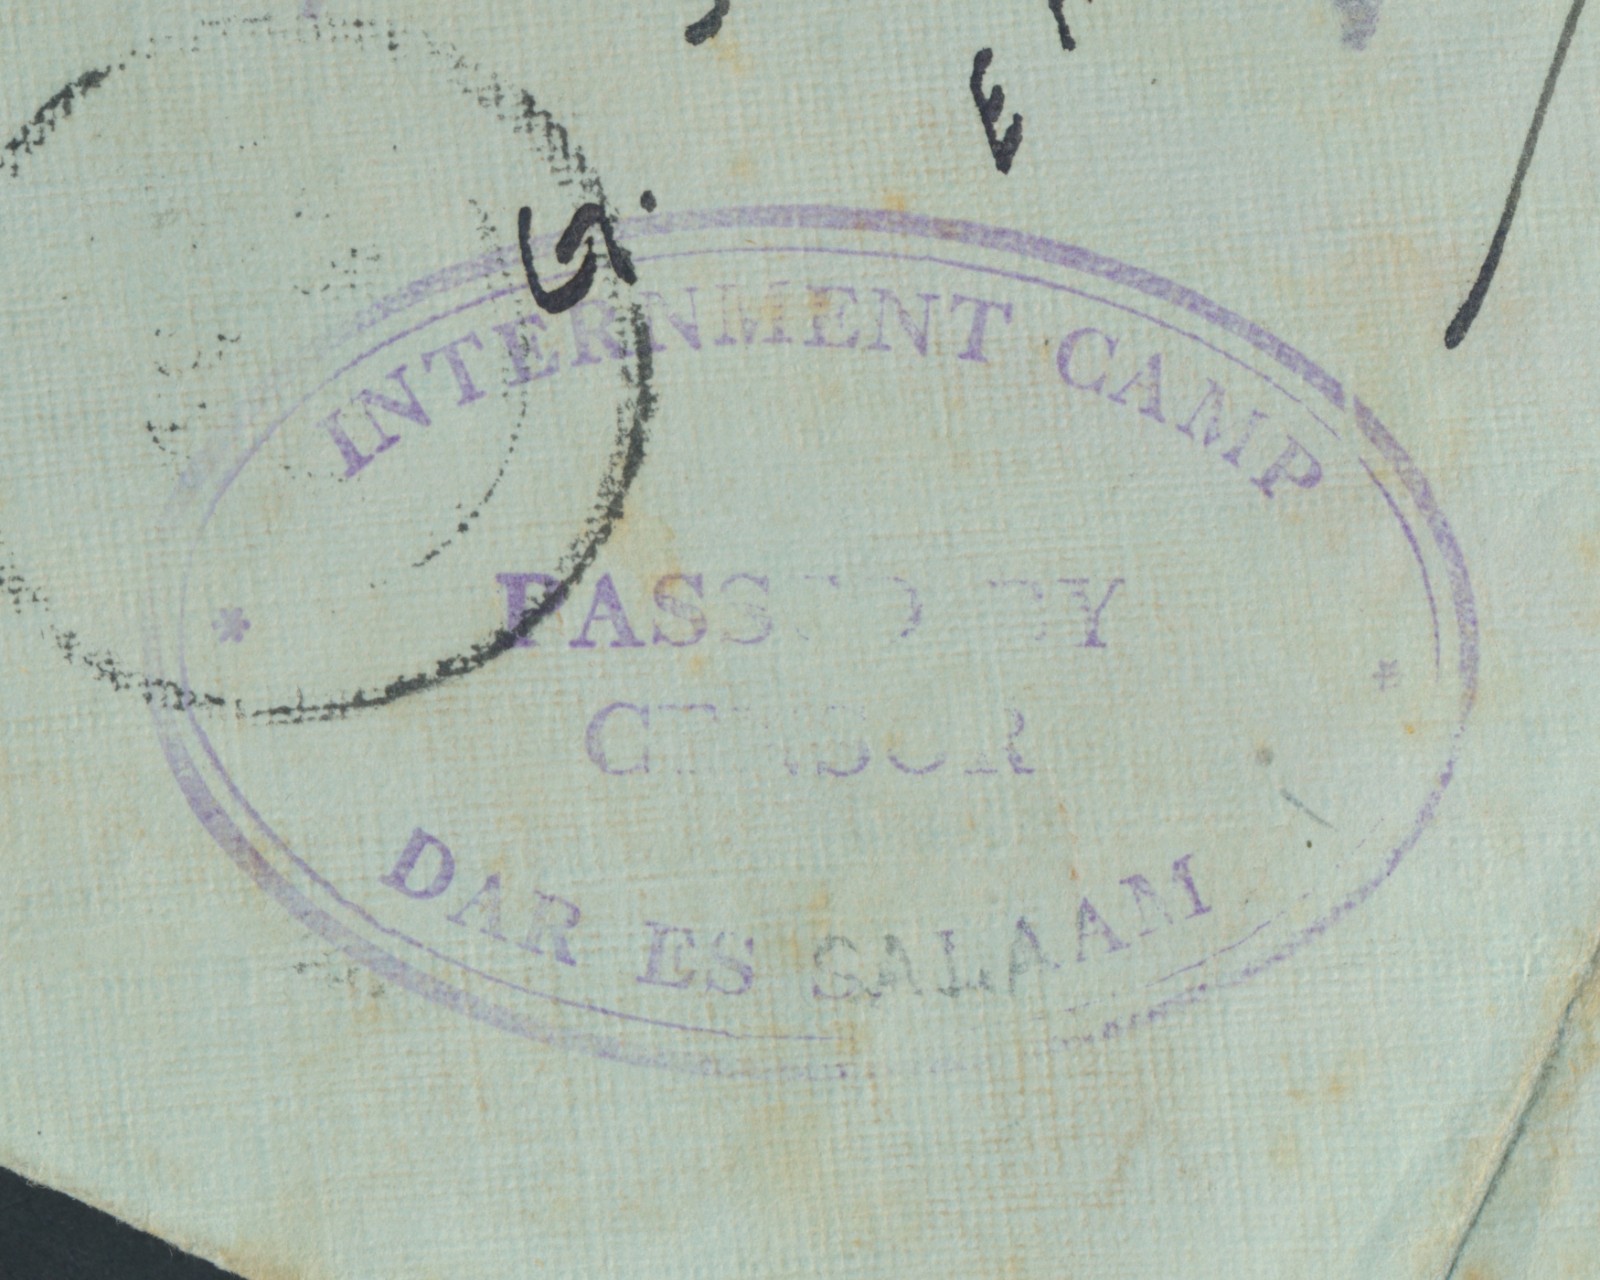 INTERNMENT CAMP
PASSED BY
CENSOR
DAR ES SALAAM